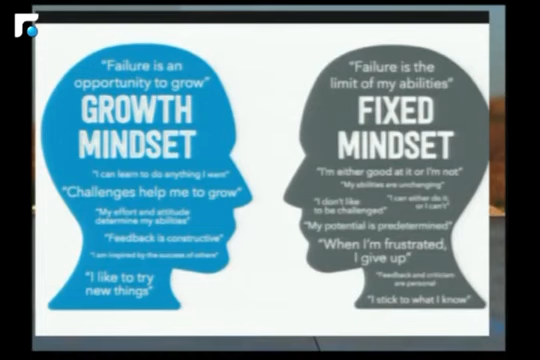 "Failure is an
opportunity to grow"
GROWTH
MINDSET
"I can learn to do anything I want"
"Challenges help me to grow"
"My effort and attitude
determine my abilities"
"Feedback is constructive"
"I am inspired by the success of others"
"I like to try
new things"
"Failure is the
limit of my abilities"
FIXED
MINDSET
"I'm either good at it or I'm not"
"My abilities are unchanging"
"I don't like
to be challenged"
"I can either do it,
or I can't"
"My potential is predetermined"
"When I'm frustrated,
I give up"
"Feedback and criticism
are personal"
"I stick to what I know"